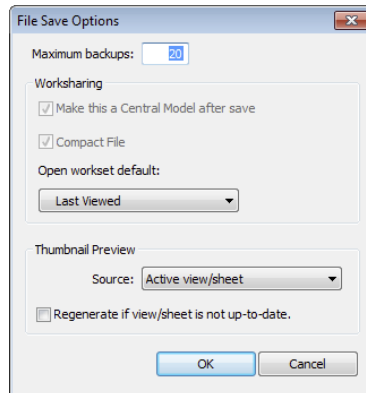 File Save Options
Maximum backups: 20
Worksharing
Make this a Central Model after save
Compact File
Open workset default:
Last Viewed
Thumbnail Preview
Source: Active view/sheet
Regenerate if view/sheet is not up-to-date.
OK Cancel